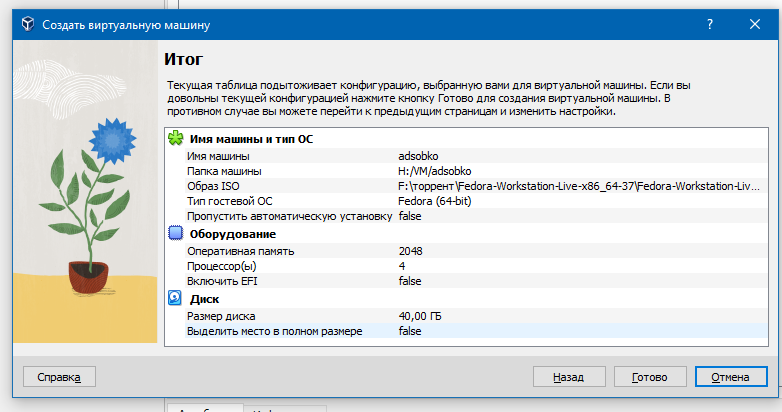 Создать виртуальную машину
Итог
Текущая таблица подытоживает конфигурацию, выбранную вами для виртуальной машины. Если вы
довольны текущей конфигурацией нажмите кнопку Готово для создания виртуальной машины. В
противном случае вы можете перейти к предыдущим страницам и изменить настройки.
Имя машины и тип ОС
Имя машины adsobko
Папка машины H:/VM/adsobko
Образ ISO F:\торрент\Fedora-Workstation-Live-x86_64-37\Fedora-Workstation-Liv...
Тип гостевой ОС Fedora (64-bit)
Пропустить автоматическую установку false
Оборудование
Оперативная память 2048
Процессор(ы) 4
Включить EFI false
Диск
Размер диска 40,00 ГБ
Выделить место в полном размере false
Справка Назад Готово Отмена